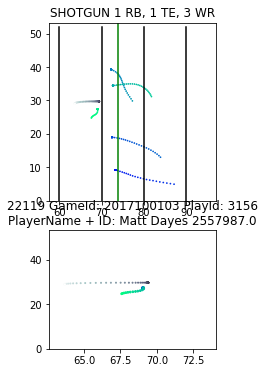 SHOTGUN 1 RB, 1 TE, 3 WR
50
40
30
20
10
0
60 70 80 90
22119 GameId: 2017100103 PlayId: 3156
PlayerName + ID: Matt Dayes 2557987.0
40
20
0
65.0 67.5 70.0 72.5